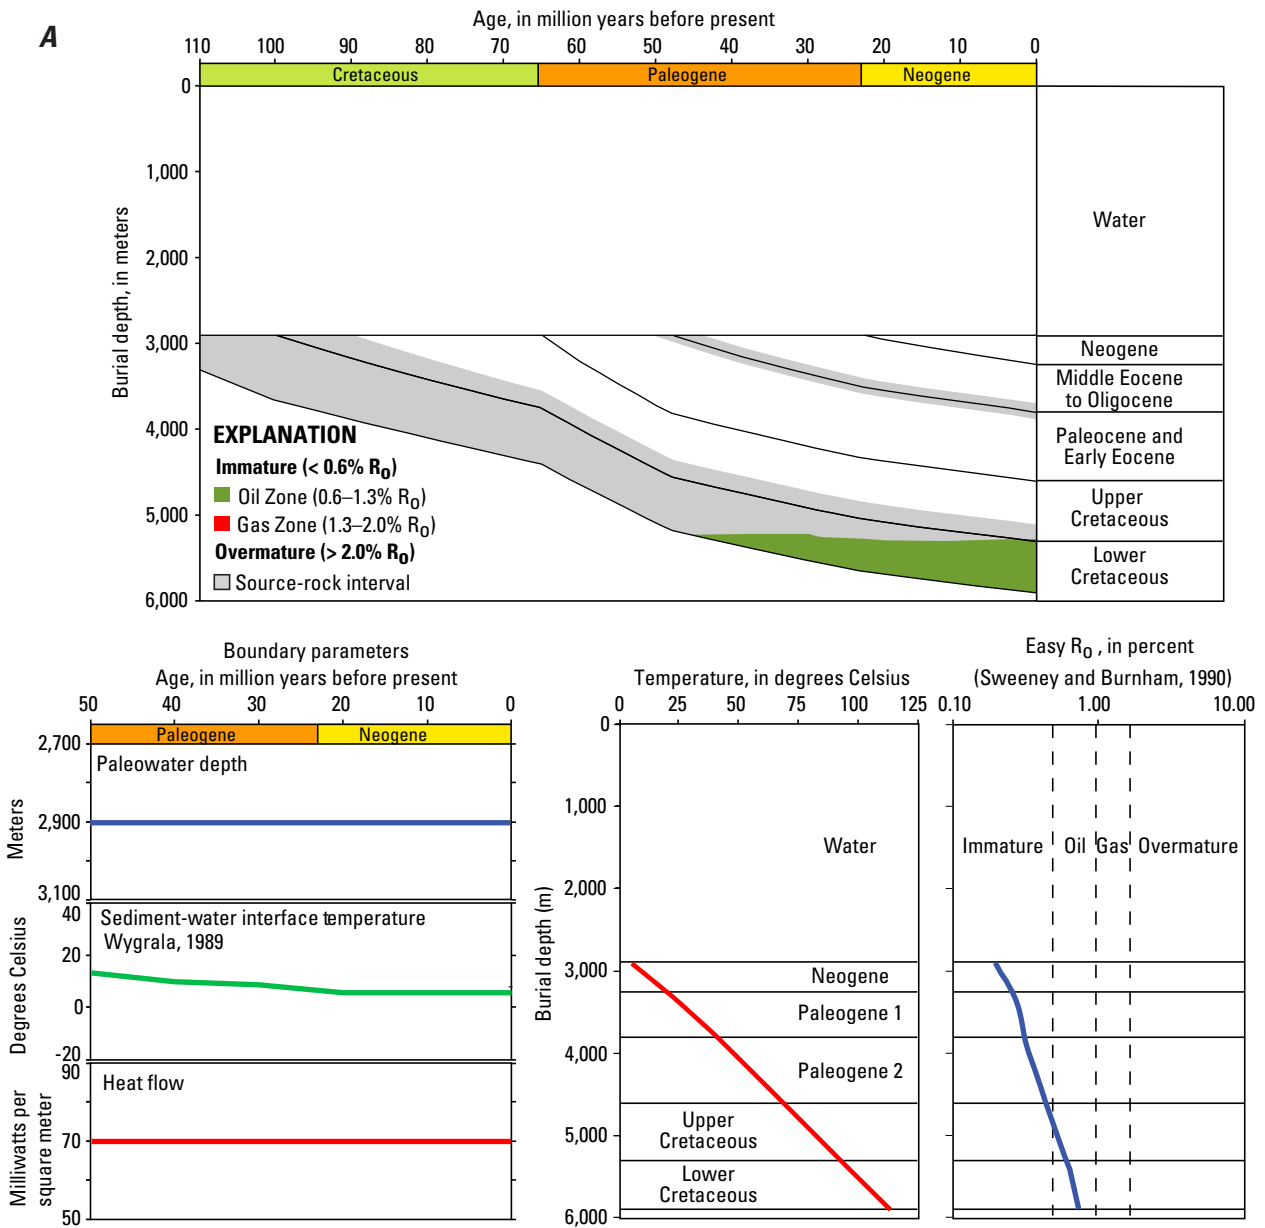 A
Age, in million years before present
110 100 90 80 70 60 50 40 30 20 10 0
Cretaceous Paleogene Neogene
Burial depth, in meters
0
1,000
2,000
3,000
4,000
5,000
6,000
Water
Neogene
Middle Eocene
to Oligocene
Paleocene and
Early Eocene
Upper
Cretaceous
Lower
Cretaceous
EXPLANATION
Immature (< 0.6% R0)
Oil Zone (0.6–1.3% R0)
Gas Zone (1.3–2.0% R0)
Overmature (> 2.0% R0)
Source-rock interval
Boundary parameters
Age, in million years before present
50 40 30 20 10 0
Paleogene Neogene
Meters
2,700
2,900
3,100
Paleowater depth
Degrees Celsius
40
20
0
-20
Sediment-water interface temperature
Wygrala, 1989
Milliwatts per
square meter
90
70
50
Heat flow
Temperature, in degrees Celsius
0 25 50 75 100 125
Burial depth (m)
0
1,000
2,000
3,000
4,000
5,000
6,000
Water
Neogene
Paleogene 1
Paleogene 2
Upper
Cretaceous
Lower
Cretaceous
Easy R0 , in percent
(Sweeney and Burnham, 1990)
0.10 1.00 10.00
Immature Oil Gas Overmature